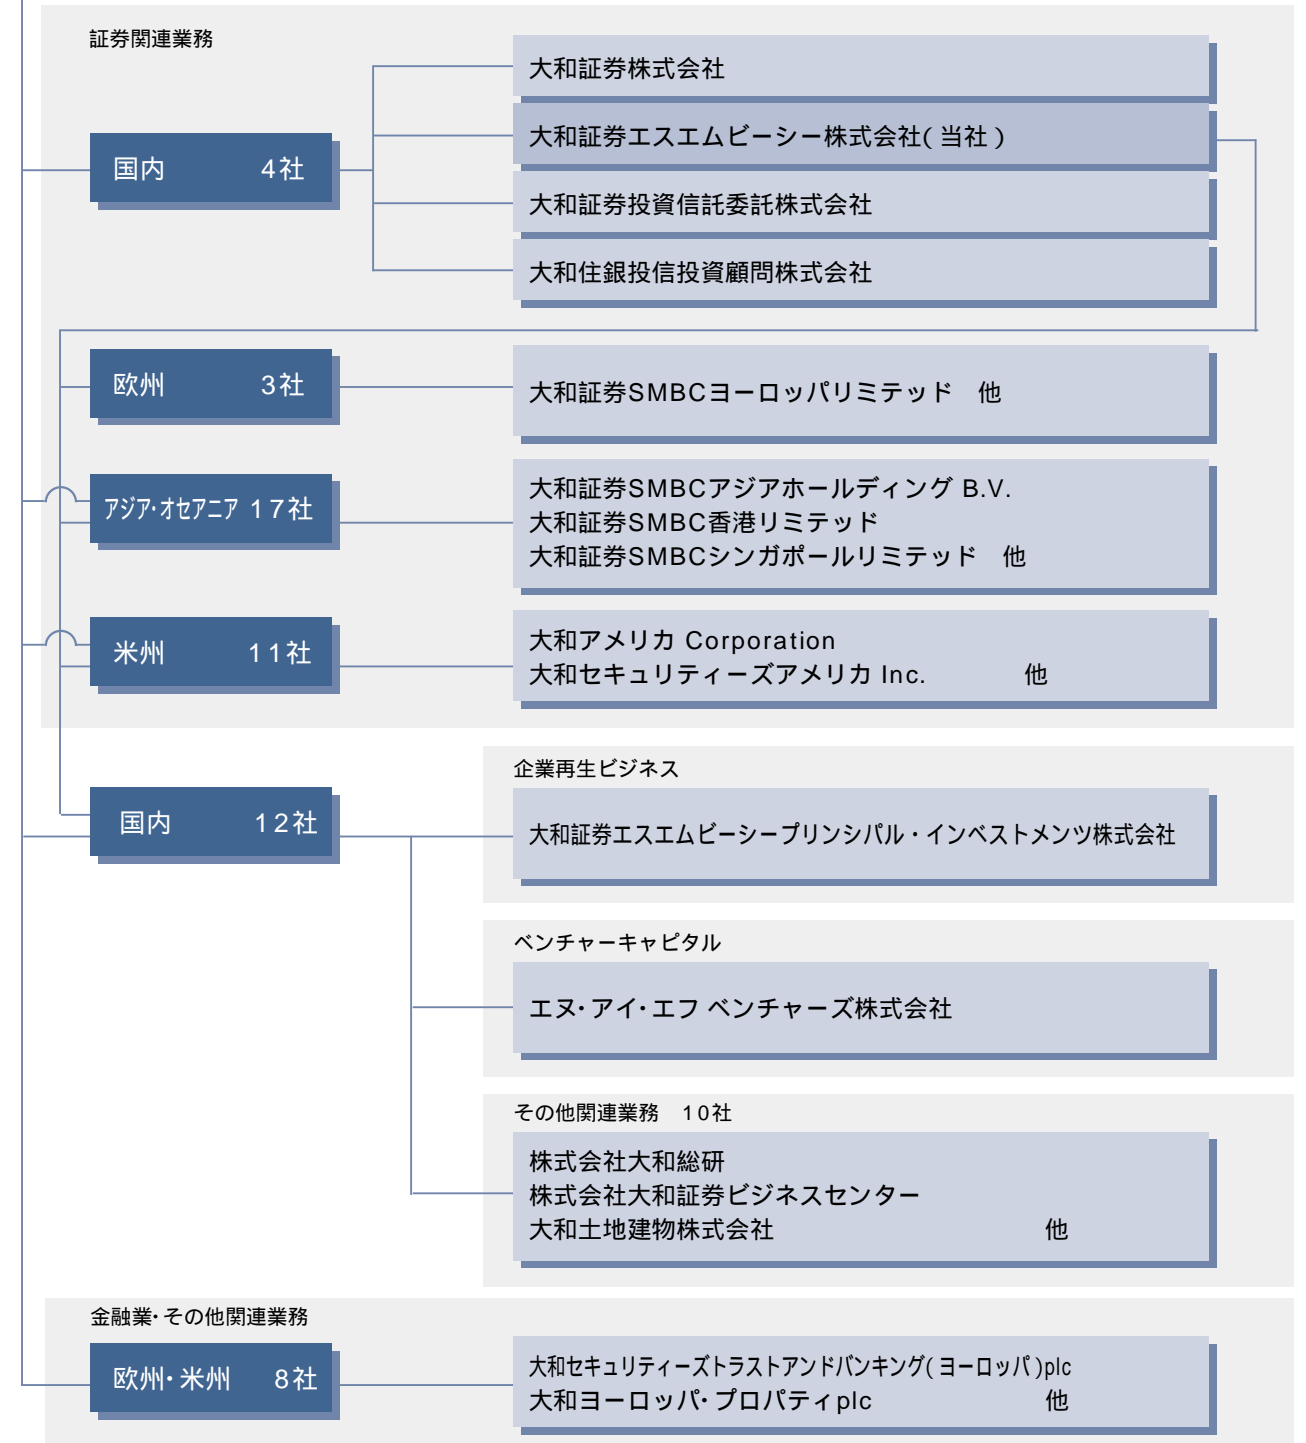 証券関連業務
国内 4社
大和証券株式会社
大和証券エスエムビーシー株式会社(当社)
大和証券投資信託委託株式会社
大和住銀投信投資顧問株式会社
欧州 3社
大和証券SMBCヨーロッパリミテッド 他
アジア・オセアニア 17社
大和証券SMBCアジアホールディング B.V.
大和証券SMBC香港リミテッド
大和証券SMBCシンガポールリミテッド 他
米州 11社
大和アメリカ Corporation
大和セキュリティーズアメリカ Inc. 他
国内 12社
企業再生ビジネス
大和証券エスエムビーシープリンシパル・インベストメンツ株式会社
ベンチャーキャピタル
エヌ・アイ・エフ ベンチャーズ株式会社
その他関連業務 10社
株式会社大和総研
株式会社大和証券ビジネスセンター
大和土地建物株式会社 他
金融業・その他関連業務
欧州・米州 8社
大和セキュリティーズトラストアンドバンキング(ヨーロッパ)plc
大和ヨーロッパ・プロパティplc 他